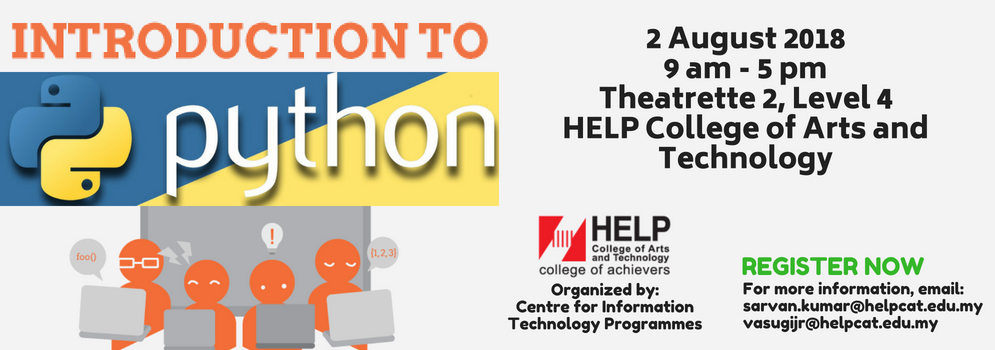 INTRODUCTION TO
python
foo()
!
{1,2,3}
2 August 2018
9 am - 5 pm
Theatrette 2, Level 4
HELP College of Arts and
Technology
HELP
College of Arts
and Technology
college of achievers
Organized by:
Centre for Information
Technology Programmes
REGISTER NOW
For more information, email:
sarvan.kumar@helpcat.edu.my
vasugijr@helpcat.edu.my